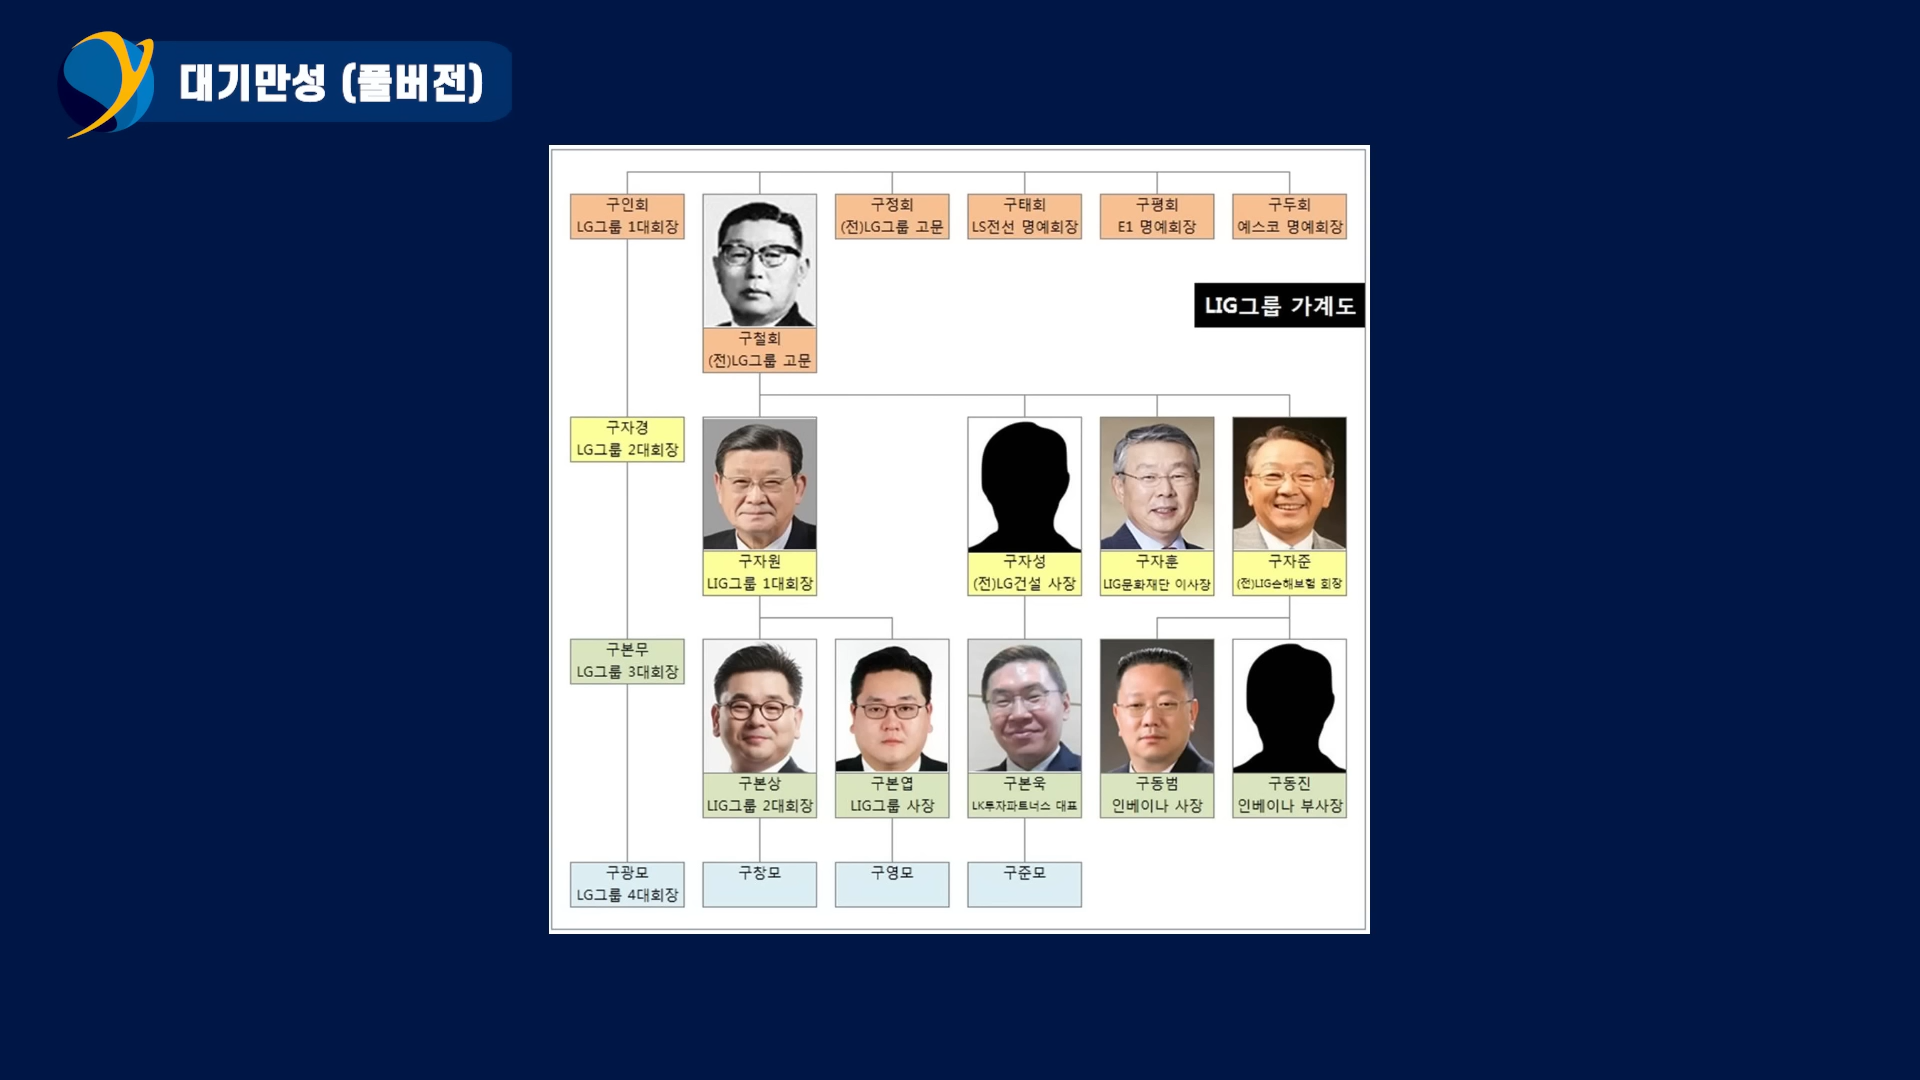 대기만성 (풀버전)
구인회
LG그룹 1대회장
구정회
(전)LG그룹 고문
구태회
LS전선 명예회장
구평회
E1 명예회장
구두회
예스코 명예회장
LIG그룹 가계도
구철회
(전)LG그룹 고문
구자경
LG그룹 2대회장
구자원
LIG그룹 1대회장
구자성
(전)LG건설 사장
구자훈
LIG문화재단 이사장
구자준
(전)LIG손해보험 회장
구본무
LG그룹 3대회장
구본상
LIG그룹 2대회장
구본엽
LIG그룹 사장
구본욱
LK투자파트너스 대표
구동범
인베이나 사장
구동진
인베이나 부사장
구광모
LG그룹 4대회장
구창모
구영모
구준모